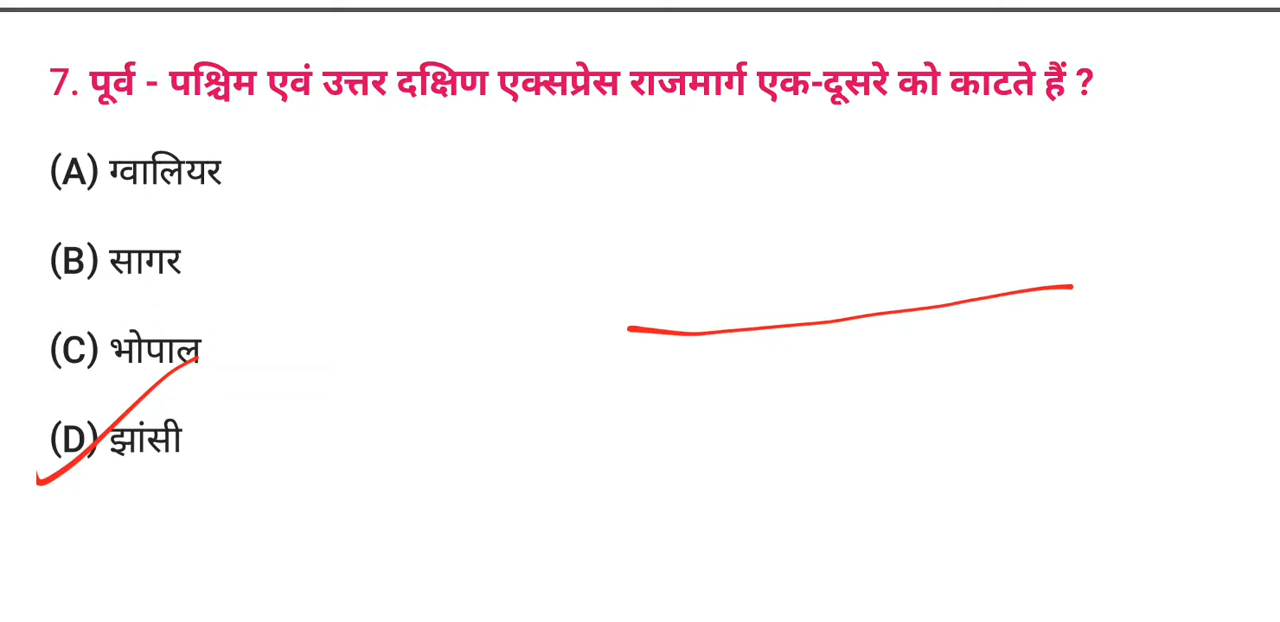 7. पूर्व - पश्चिम एवं उत्तर दक्षिण एक्सप्रेस राजमार्ग एक-दूसरे को काटते हैं ?
(A) ग्वालियर
(B) सागर
(C) भोपाल
(D) झांसी